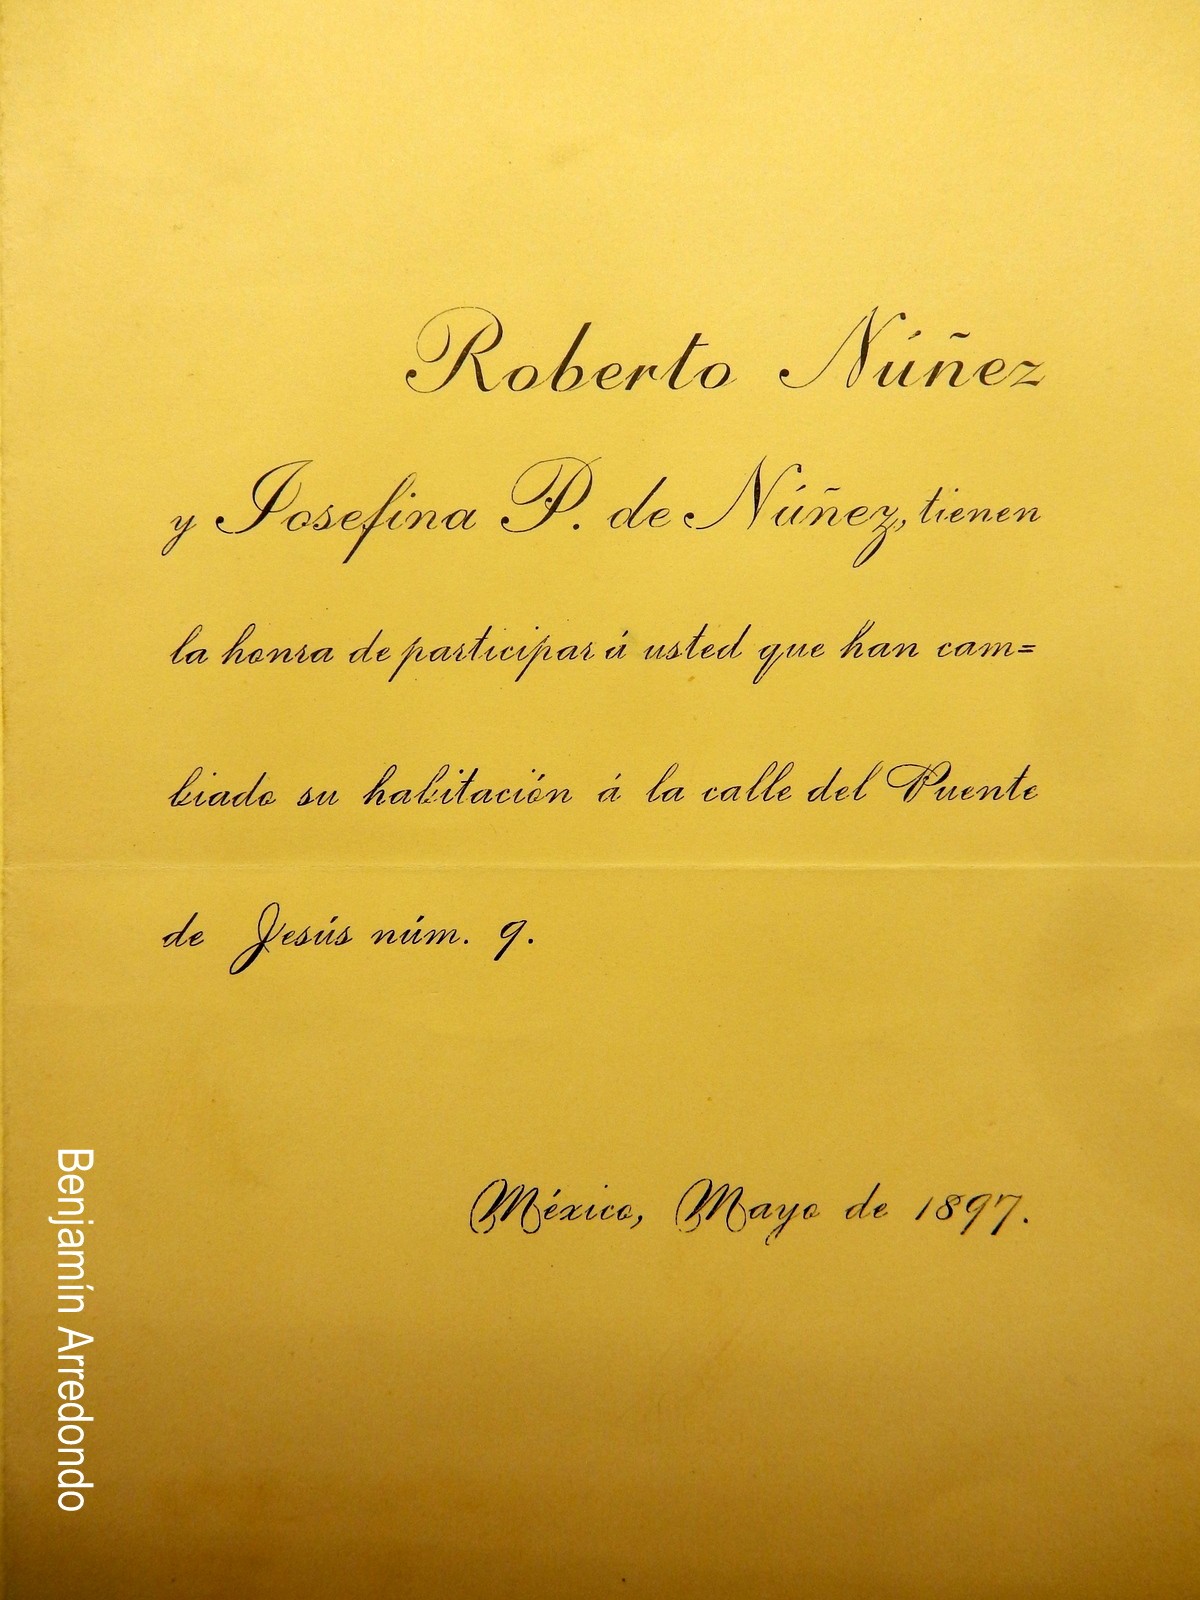 Roberto Núñez
y Josefina P. de Núñez, tienen
la honra de participar á usted que han cam=
biado su habitación á la calle del Puente
de Jesús núm. 9.
México, Mayo de 1897.
Benjamín Arredondo